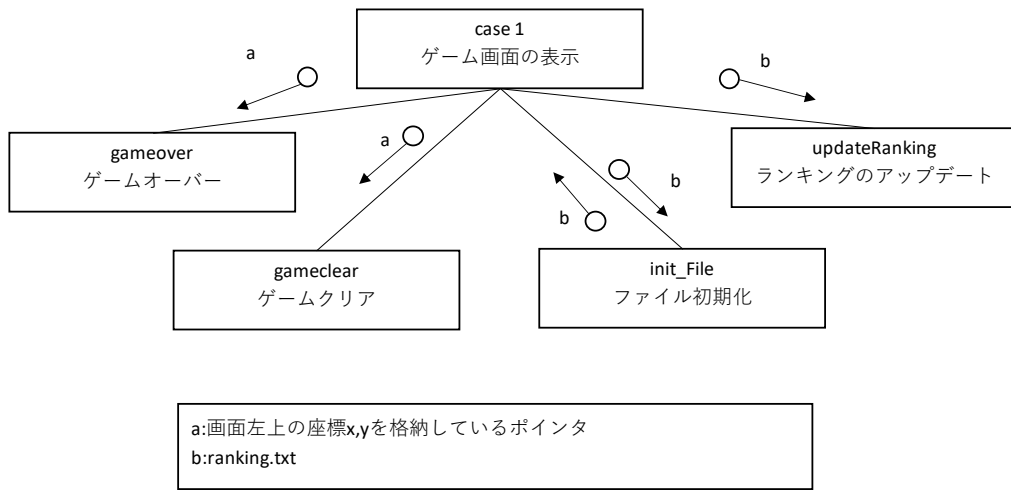 case 1
ゲーム画面の表示
a
b
gameover
ゲームオーバー
a
updateRanking
ランキングのアップデート
b
b
gameclear
ゲームクリア
init_File
ファイル初期化
a:画面左上の座標x,yを格納しているポインタ
b:ranking.txt